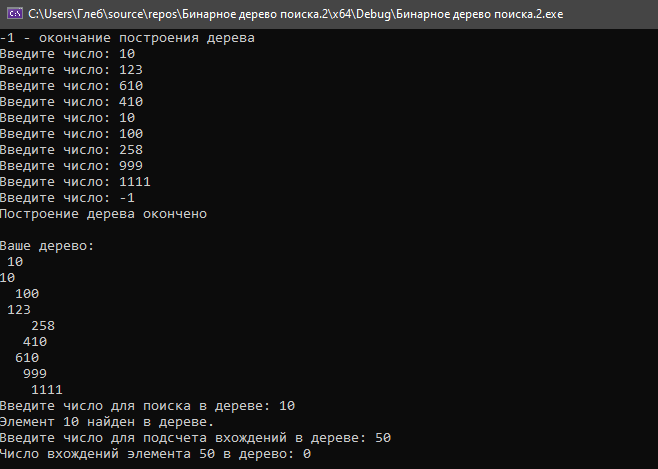 C:\Users\Глеб\source\repos\Бинарное дерево поиска.2\x64\Debug\Бинарное дерево поиска.2.exe
-1 - окончание построения дерева
Введите число: 10
Введите число: 123
Введите число: 610
Введите число: 410
Введите число: 10
Введите число: 100
Введите число: 258
Введите число: 999
Введите число: 1111
Введите число: -1
Построение дерева окончено

Ваше дерево:
 10
10
  100
 123
    258
   410
  610
   999
    1111
Введите число для поиска в дереве: 10
Элемент 10 найден в дереве.
Введите число для подсчета вхождений в дереве: 50
Число вхождений элемента 50 в дерево: 0